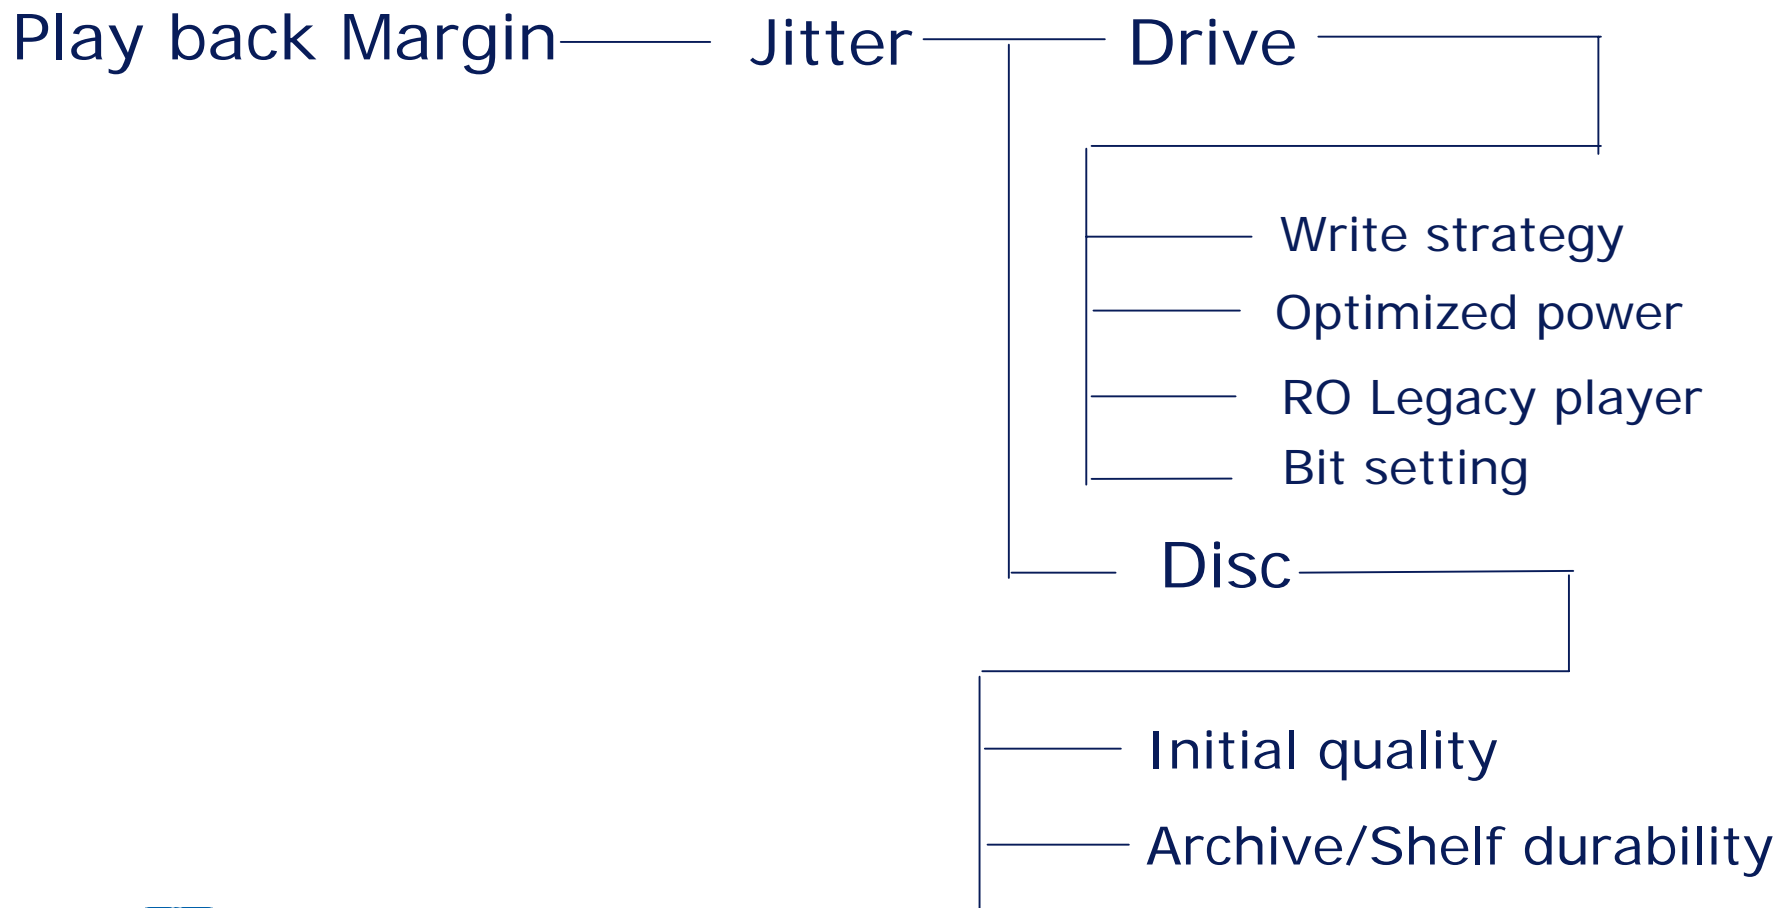 Play back Margin Jitter Drive
Write strategy
Optimized power
RO Legacy player
Bit setting
Disc
Initial quality
Archive/Shelf durability